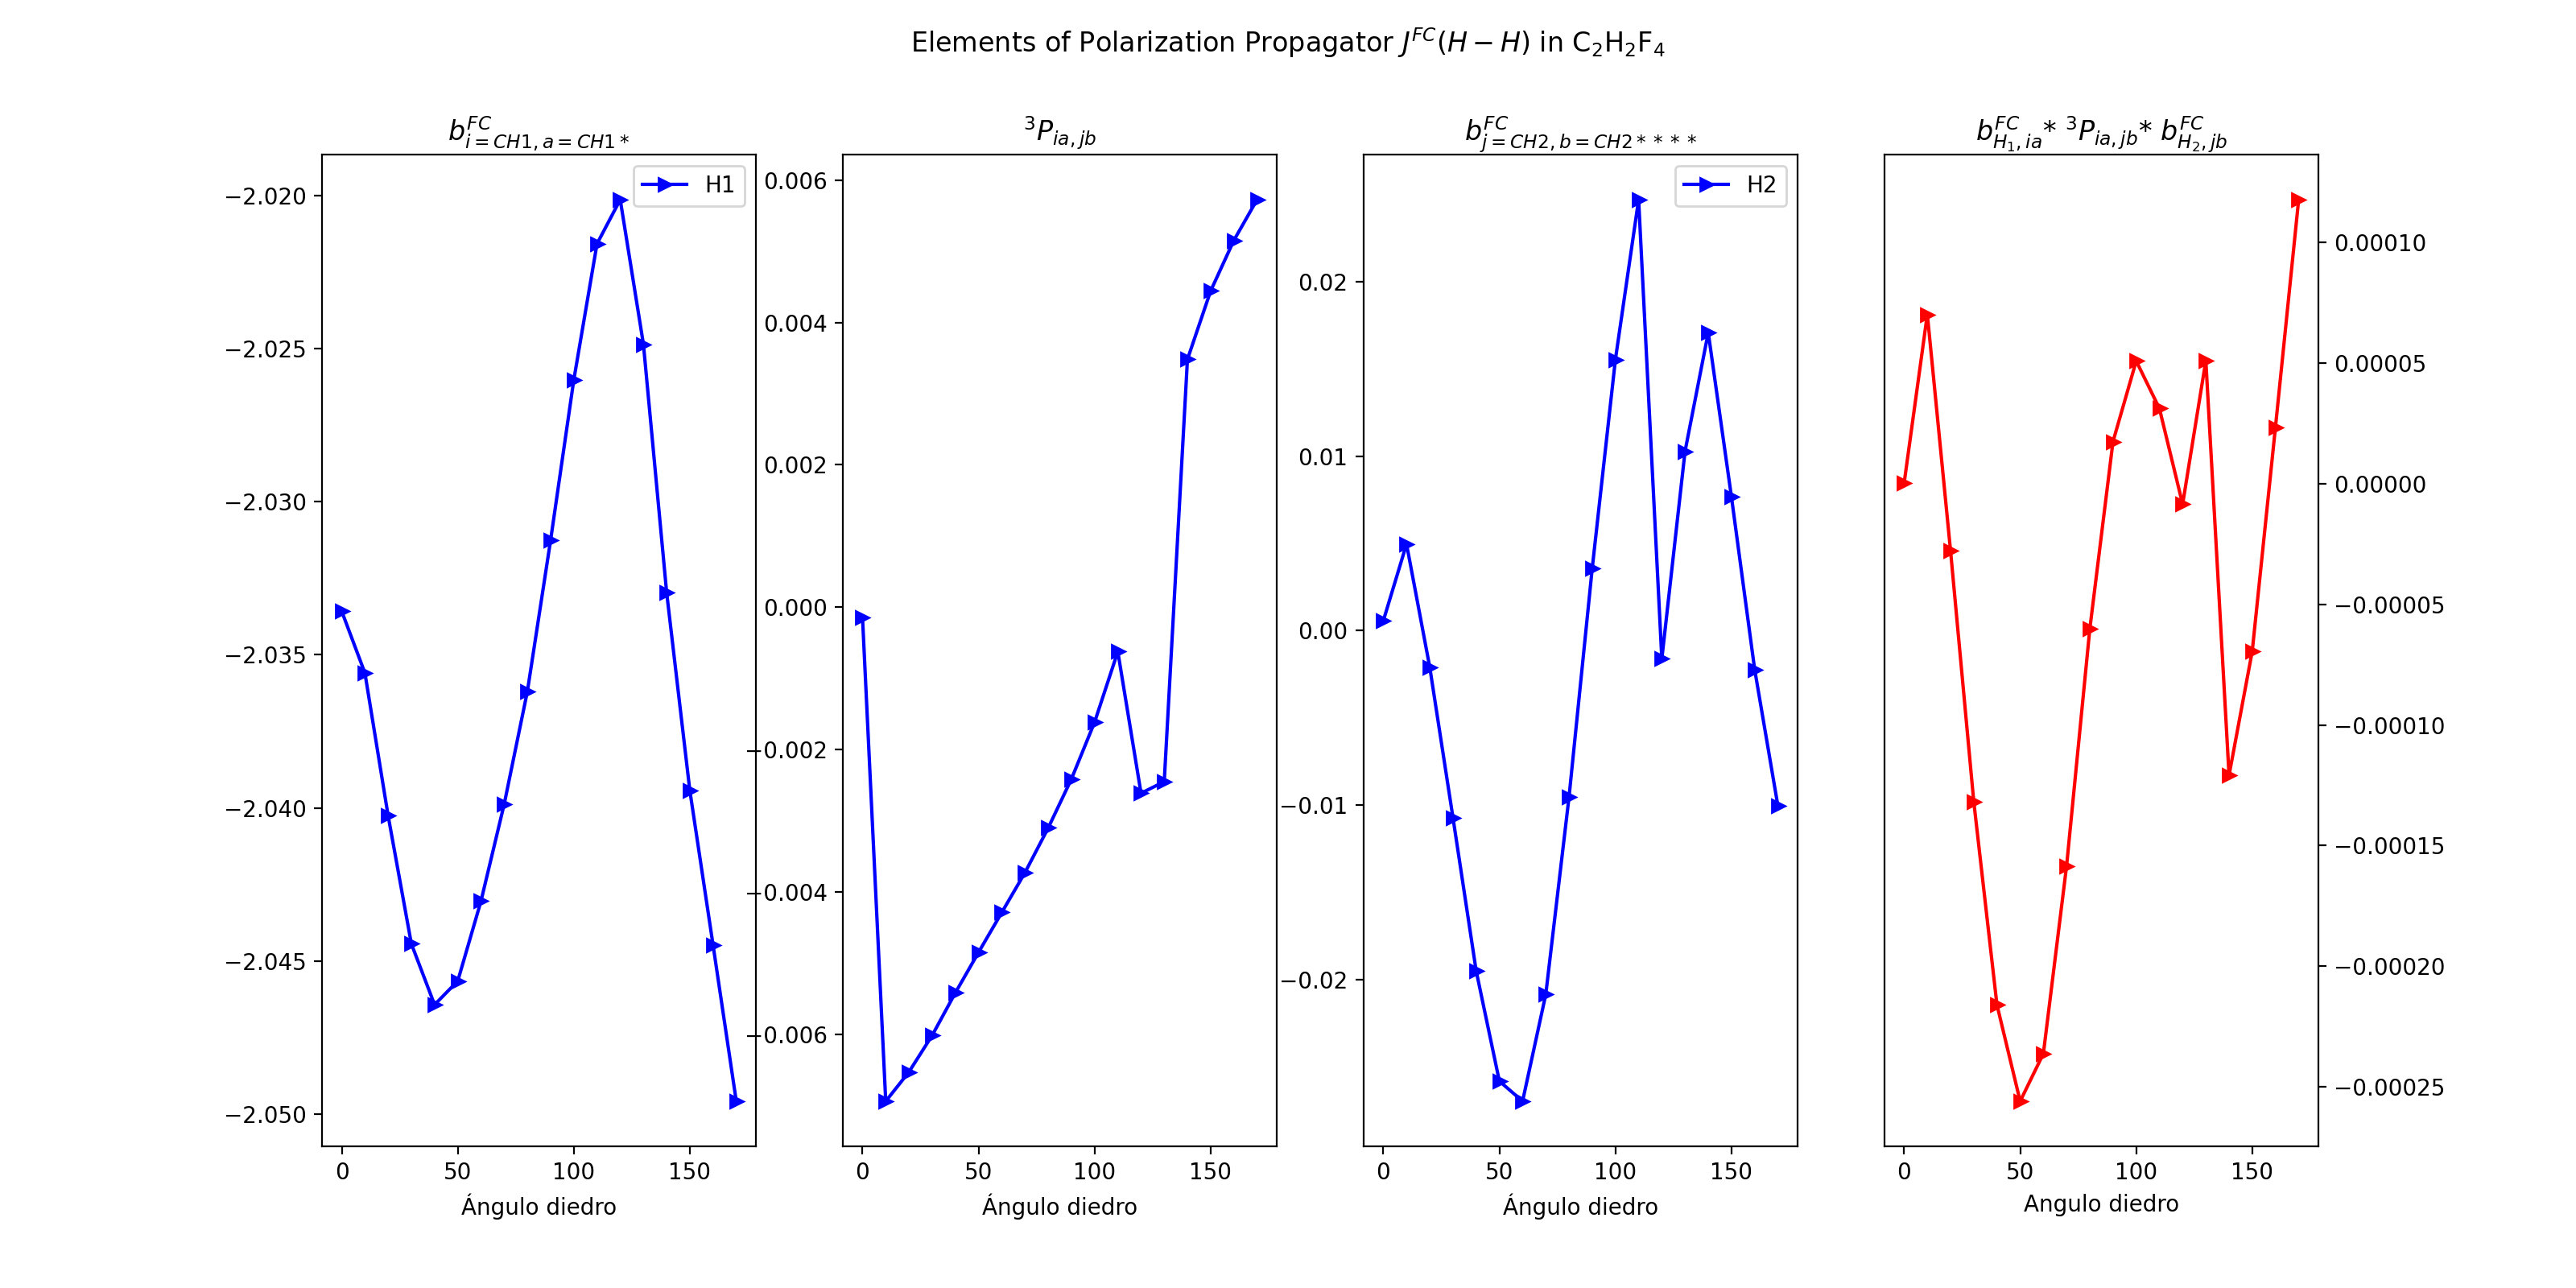 Elements of Polarization Propagator J^{FC}(H − H) in C₂H₂F₄
b^{FC}_{i=CH1,a=CH1*}
³P_{ia,jb}
b^{FC}_{j=CH2,b=CH2****}
b^{FC}_{H₁,ia}* ³P_{ia,jb}* b^{FC}_{H₂,jb}
H1
−2.020
−2.025
−2.030
−2.035
−2.040
−2.045
−2.050
0 50 100 150
Ángulo diedro
0.006
0.004
0.002
0.000
−0.002
−0.004
−0.006
0 50 100 150
Ángulo diedro
H2
0.02
0.01
0.00
−0.01
−0.02
0 50 100 150
Ángulo diedro
0.00010
0.00005
0.00000
−0.00005
−0.00010
−0.00015
−0.00020
−0.00025
0 50 100 150
Angulo diedro